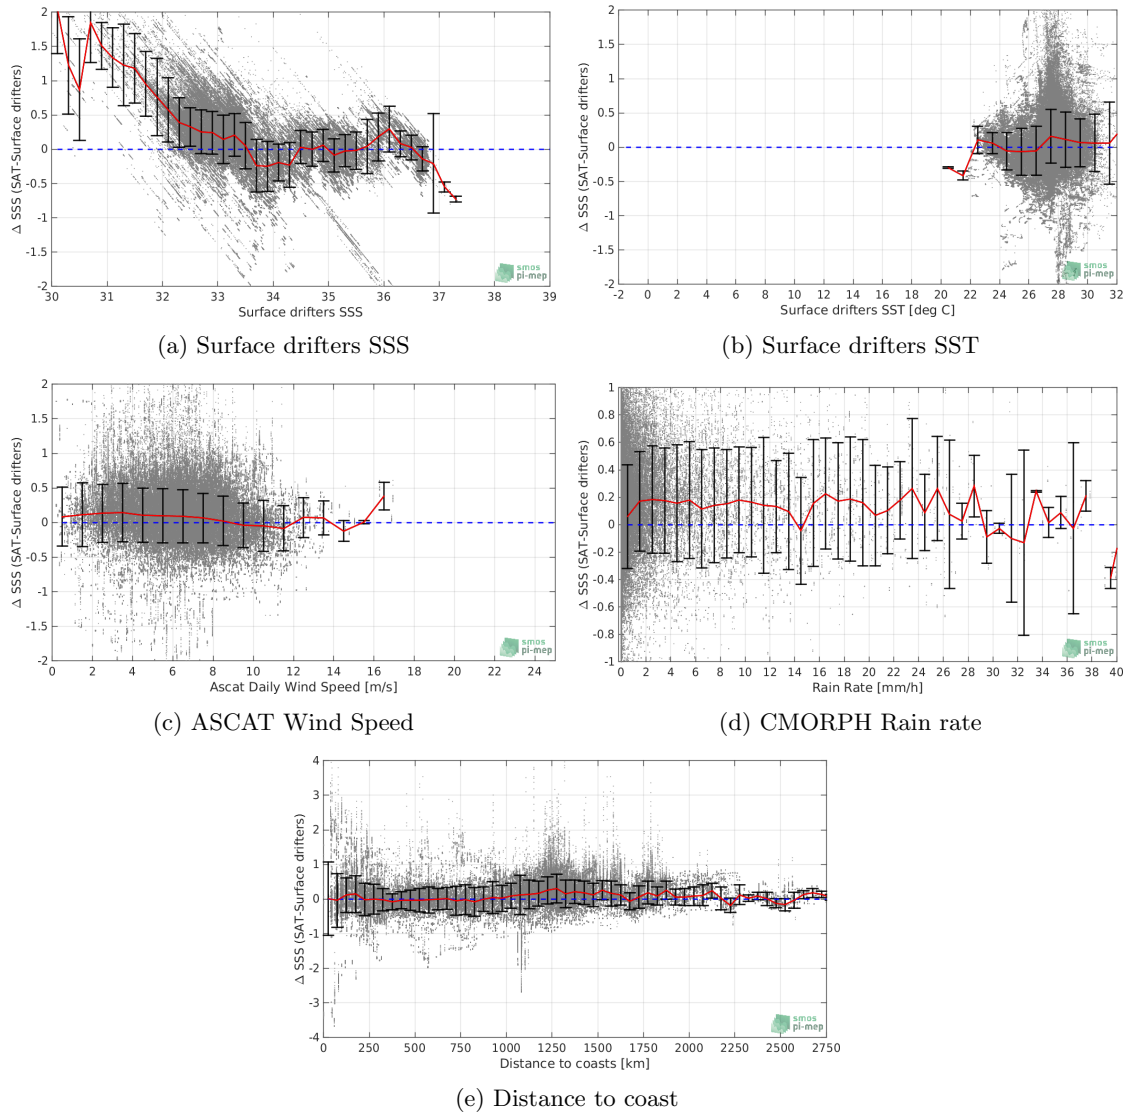 2
1.5
1
0.5
0
-0.5
-1
-1.5
-2
Δ SSS (SAT-Surface drifters)
30 31 32 33 34 35 36 37 38 39
Surface drifters SSS
smos
pi-mep
(a) Surface drifters SSS
2
1.5
1
0.5
0
-0.5
-1
-1.5
-2
Δ SSS (SAT-Surface drifters)
-2 0 2 4 6 8 10 12 14 16 18 20 22 24 26 28 30 32
Surface drifters SST [deg C]
smos
pi-mep
(b) Surface drifters SST
2
1.5
1
0.5
0
-0.5
-1
-1.5
-2
Δ SSS (SAT-Surface drifters)
0 2 4 6 8 10 12 14 16 18 20 22 24
Ascat Daily Wind Speed [m/s]
smos
pi-mep
(c) ASCAT Wind Speed
1
0.8
0.6
0.4
0.2
0
-0.2
-0.4
-0.6
-0.8
-1
Δ SSS (SAT-Surface drifters)
0 2 4 6 8 10 12 14 16 18 20 22 24 26 28 30 32 34 36 38 40
Rain Rate [mm/h]
smos
pi-mep
(d) CMORPH Rain rate
4
3
2
1
0
-1
-2
-3
-4
Δ SSS (SAT-Surface drifters)
0 250 500 750 1000 1250 1500 1750 2000 2250 2500 2750
Distance to coasts [km]
smos
pi-mep
(e) Distance to coast